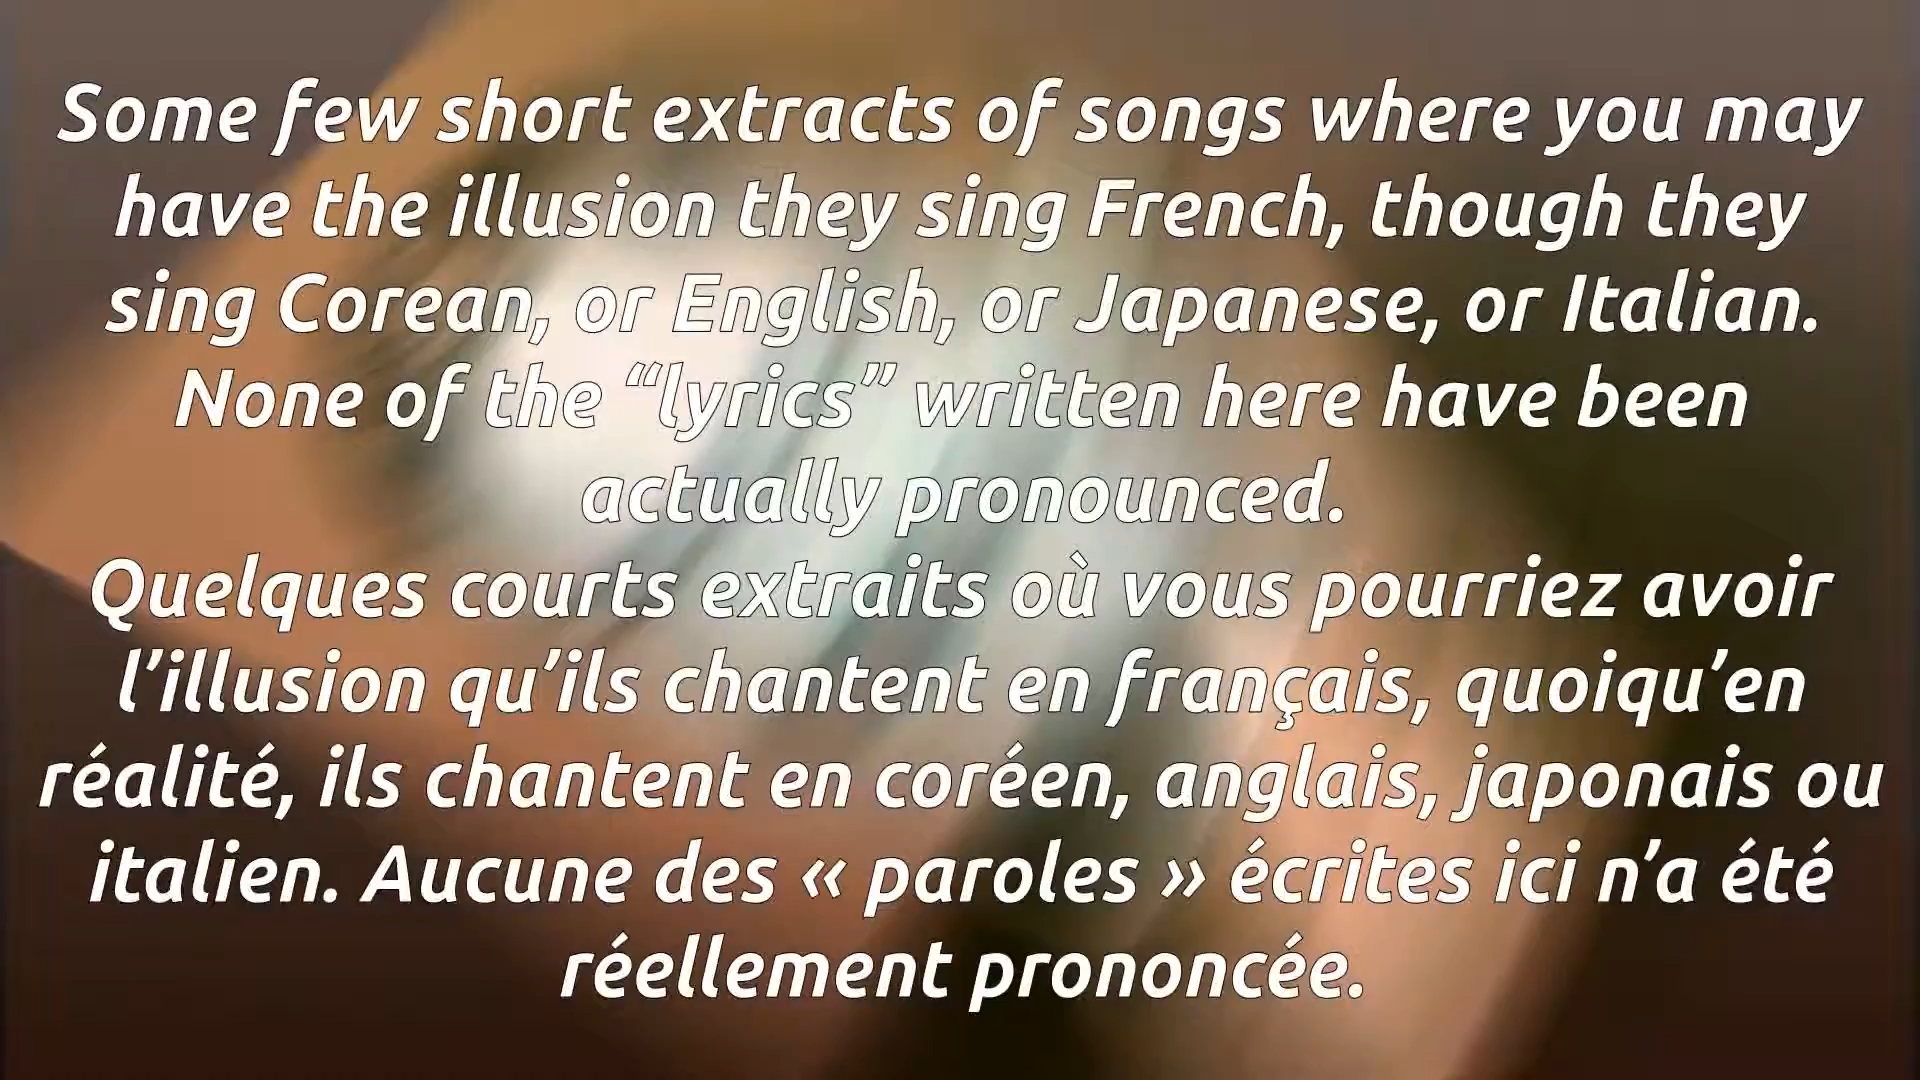 Some few short extracts of songs where you may
have the illusion they sing French, though they
sing Corean, or English, or Japanese, or Italian.
None of the “lyrics” written here have been
actually pronounced.
Quelques courts extraits où vous pourriez avoir
l’illusion qu’ils chantent en français, quoiqu’en
réalité, ils chantent en coréen, anglais, japonais ou
italien. Aucune des « paroles » écrites ici n’a été
réellement prononcée.